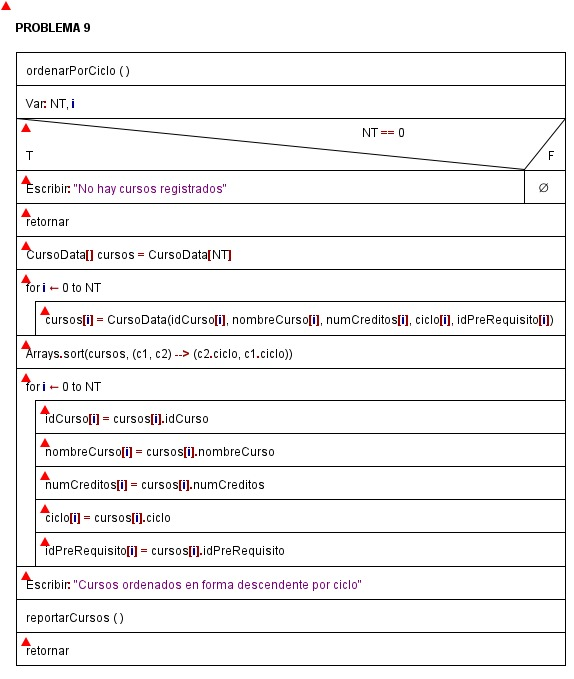 PROBLEMA 9
ordenarPorCiclo ( )
Var: NT, i
NT == 0
T F
Escribir: "No hay cursos registrados" ∅
retornar
CursoData[] cursos = CursoData[NT]
for i ← 0 to NT
cursos[i] = CursoData(idCurso[i], nombreCurso[i], numCreditos[i], ciclo[i], idPreRequisito[i])
Arrays.sort(cursos, (c1, c2) --> (c2.ciclo, c1.ciclo))
for i ← 0 to NT
idCurso[i] = cursos[i].idCurso
nombreCurso[i] = cursos[i].nombreCurso
numCreditos[i] = cursos[i].numCreditos
ciclo[i] = cursos[i].ciclo
idPreRequisito[i] = cursos[i].idPreRequisito
Escribir: "Cursos ordenados en forma descendente por ciclo"
reportarCursos ( )
retornar